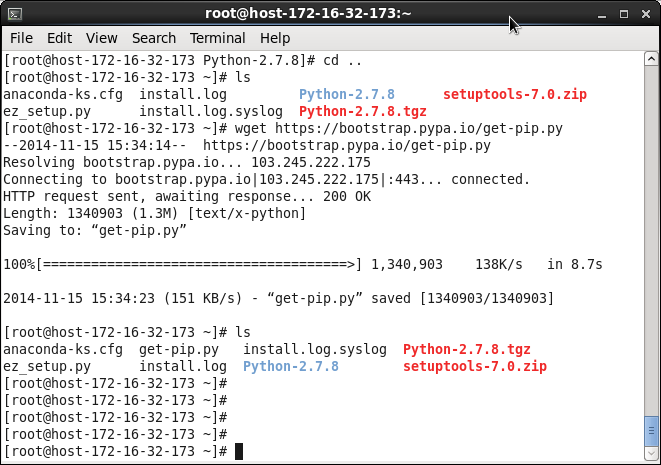 root@host-172-16-32-173:~
File Edit View Search Terminal Help
[root@host-172-16-32-173 Python-2.7.8]# cd ..
[root@host-172-16-32-173 ~]# ls
anaconda-ks.cfg  install.log         Python-2.7.8      setuptools-7.0.zip
ez_setup.py      install.log.syslog  Python-2.7.8.tgz
[root@host-172-16-32-173 ~]# wget https://bootstrap.pypa.io/get-pip.py
--2014-11-15 15:34:14--  https://bootstrap.pypa.io/get-pip.py
Resolving bootstrap.pypa.io... 103.245.222.175
Connecting to bootstrap.pypa.io|103.245.222.175|:443... connected.
HTTP request sent, awaiting response... 200 OK
Length: 1340903 (1.3M) [text/x-python]
Saving to: “get-pip.py”
100%[======================================>] 1,340,903    138K/s   in 8.7s
2014-11-15 15:34:23 (151 KB/s) - “get-pip.py” saved [1340903/1340903]
[root@host-172-16-32-173 ~]# ls
anaconda-ks.cfg  get-pip.py   install.log.syslog  Python-2.7.8.tgz
ez_setup.py      install.log  Python-2.7.8        setuptools-7.0.zip
[root@host-172-16-32-173 ~]#
[root@host-172-16-32-173 ~]#
[root@host-172-16-32-173 ~]#
[root@host-172-16-32-173 ~]#
[root@host-172-16-32-173 ~]#